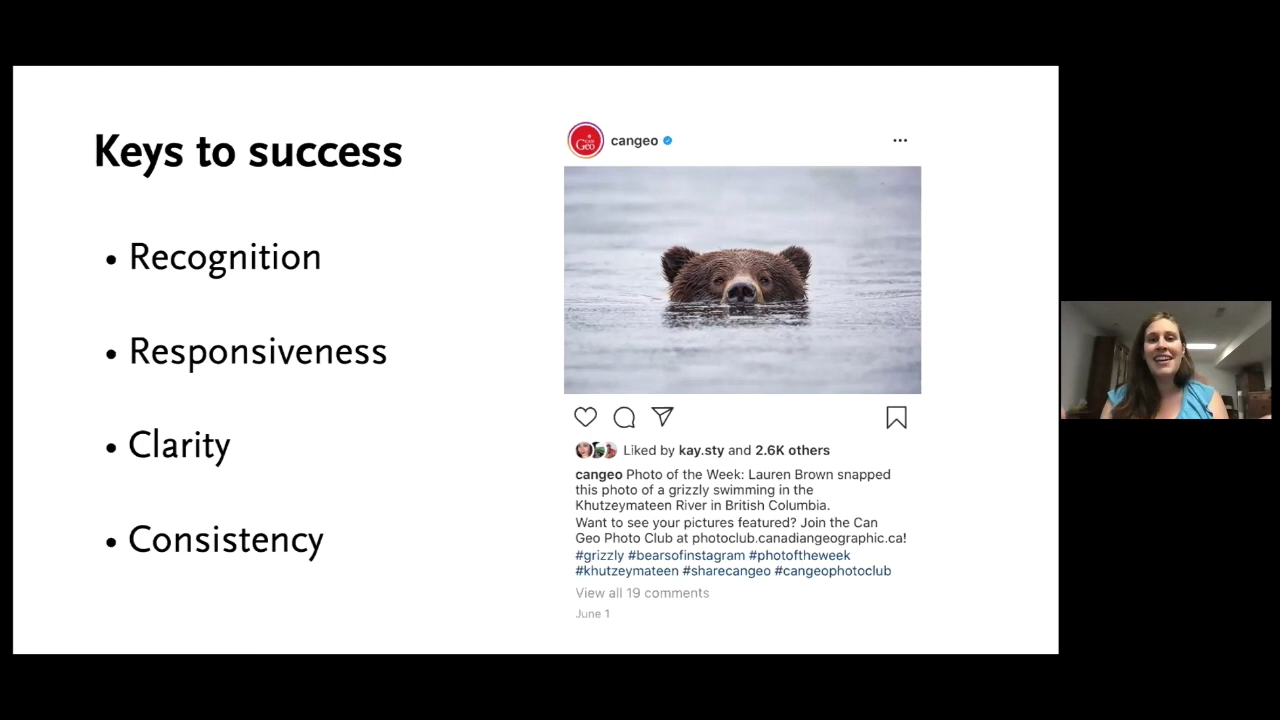 Keys to success
• Recognition
• Responsiveness
• Clarity
• Consistency
CAN
Geo
cangeo
Liked by kay.sty and 2.6K others
cangeo Photo of the Week: Lauren Brown snapped
this photo of a grizzly swimming in the
Khutzeymateen River in British Columbia.
Want to see your pictures featured? Join the Can
Geo Photo Club at photoclub.canadiangeographic.ca!
#grizzly #bearsofinstagram #photoftheweek
#khutzeymateen #sharecangeo #cangeophotoclub
View all 19 comments
June 1